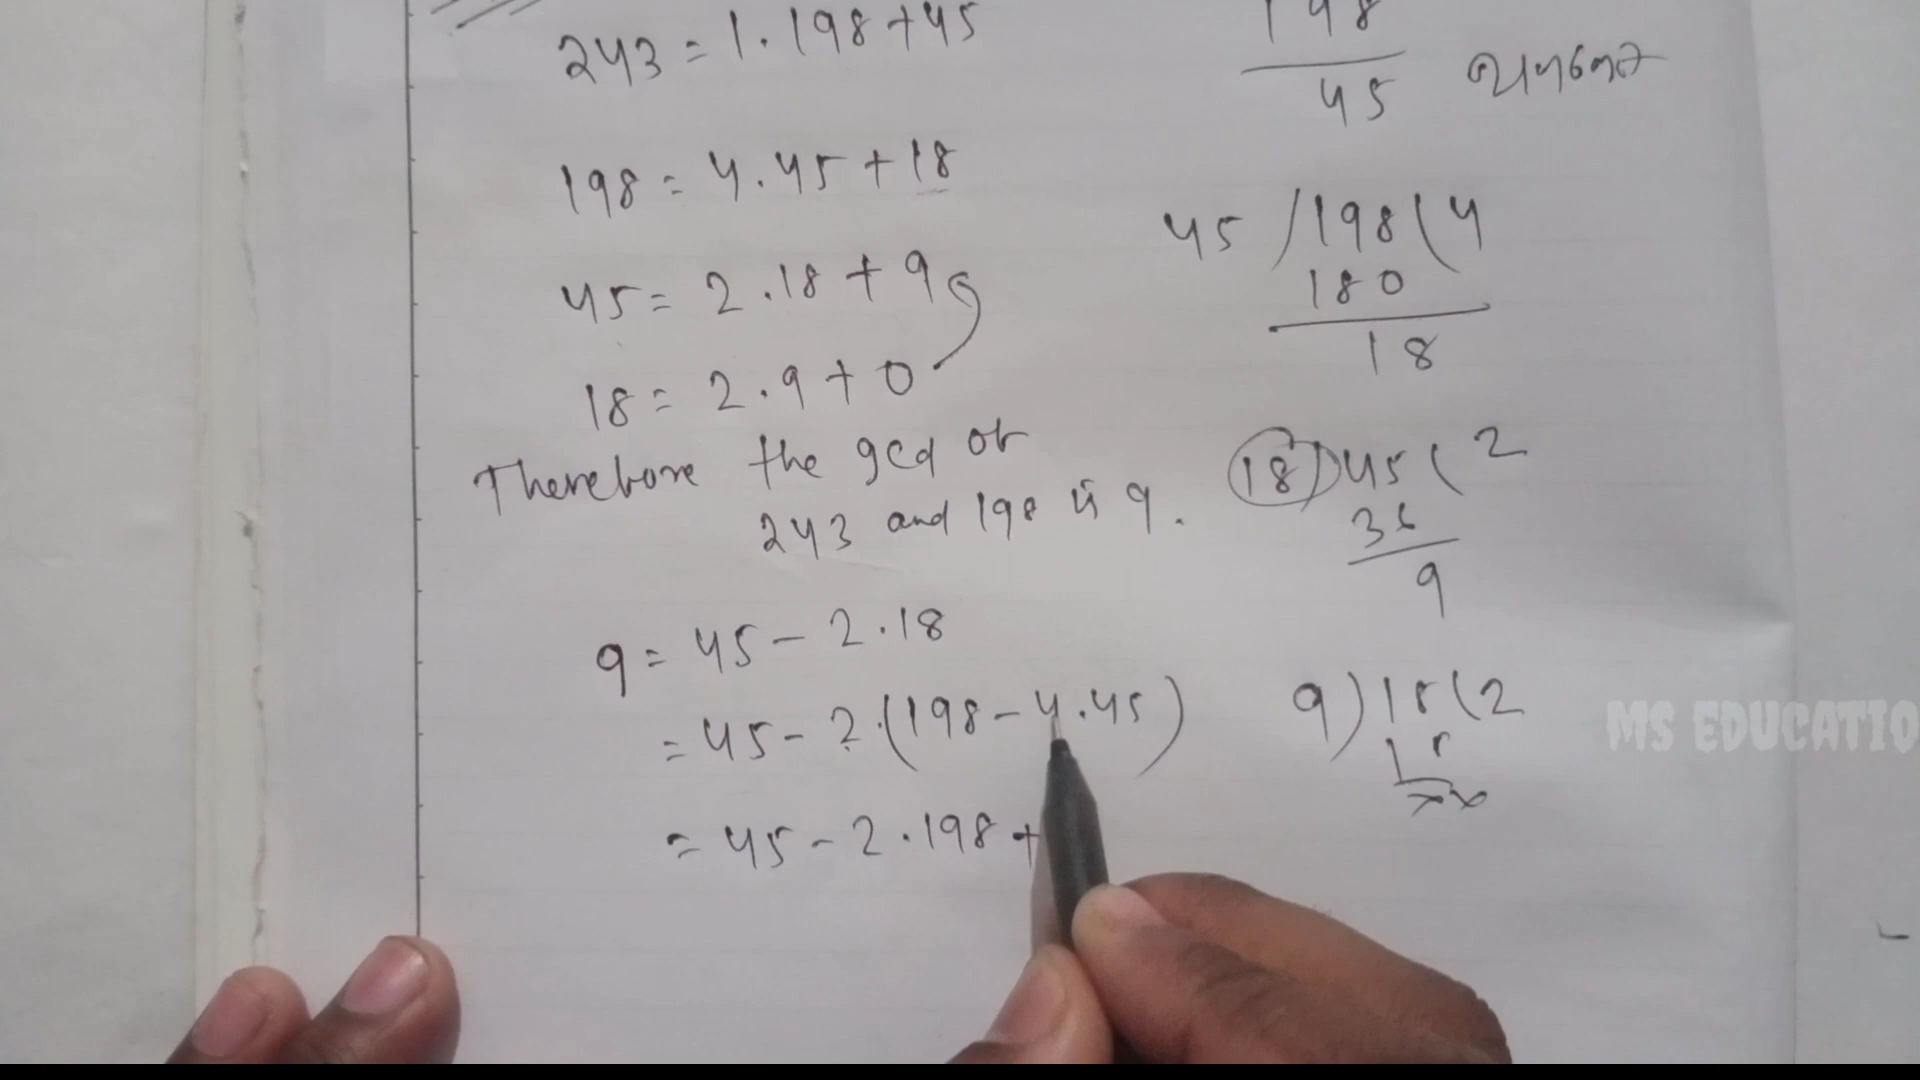 243 = 1.198+45
198 = 4.45 + 18
45 = 2.18 + 9
18 = 2.9 + 0
Therefore the gcd of
243 and 198 is 9.
9 = 45 - 2.18
= 45 - 2.(198 - 4.45)
= 45 - 2.198 +
198
45
45 ) 198 ( 4
180
18
18 ) 45 ( 2
36
9
9 ) 18 ( 2
18
MS EDUCATIO